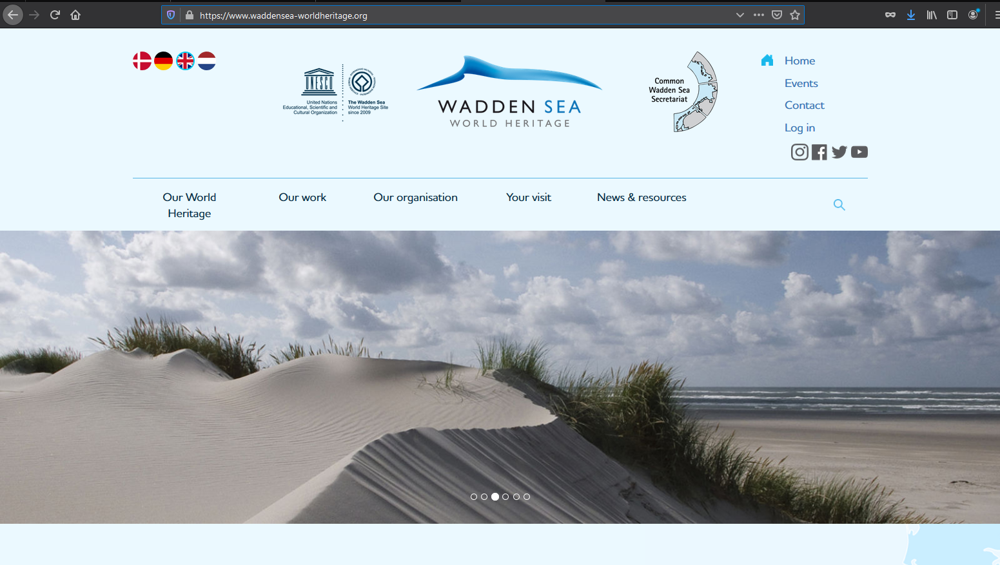 https://www.waddensea-worldheritage.org
UNESCO
United Nations
Educational, Scientific and
Cultural Organization
The Wadden Sea
World Heritage Site
since 2009
WADDEN SEA
WORLD HERITAGE
Common
Wadden Sea
Secretariat
Home
Events
Contact
Log in
Our World
Heritage
Our work
Our organisation
Your visit
News & resources